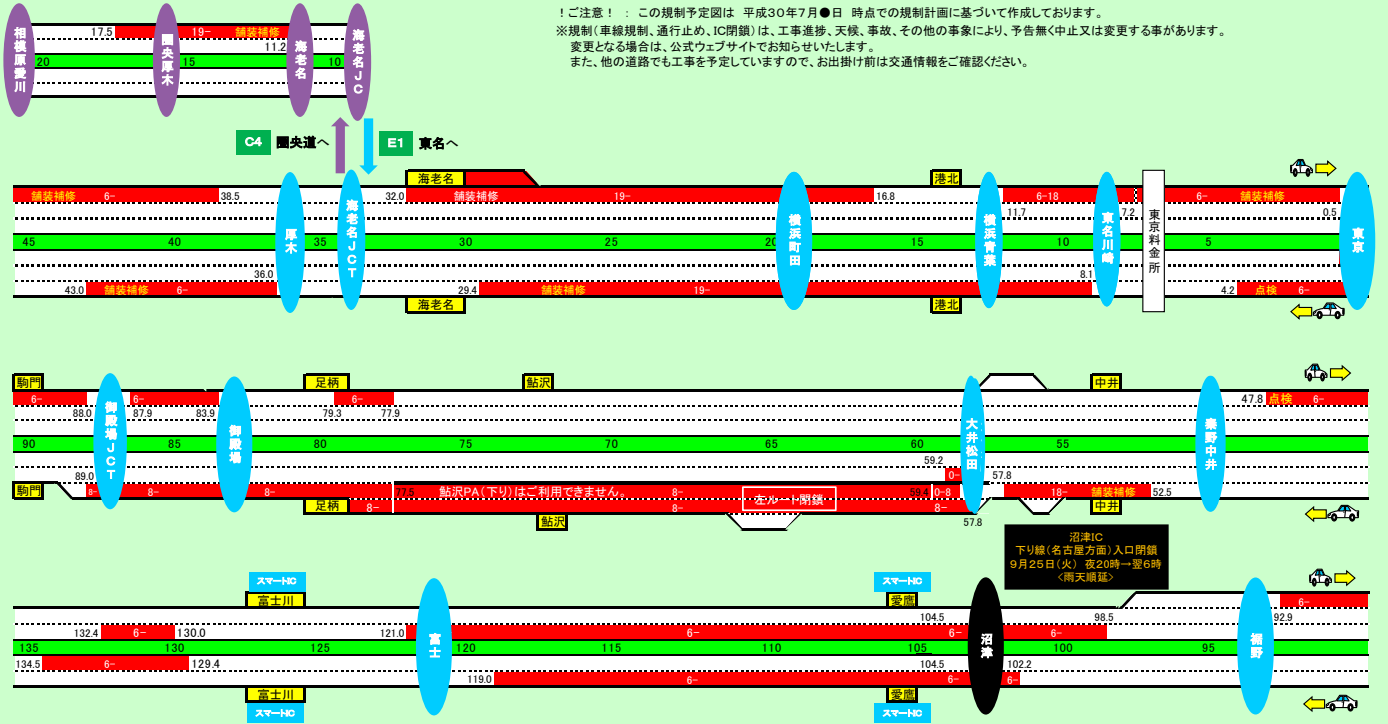 ！ご注意！ ： この規制予定図は 平成３０年７月●日 時点での規制計画に基づいて作成しております。
※規制（車線規制、通行止め、IC閉鎖）は、工事進捗、天候、事故、その他の事象により、予告無く中止又は変更する事があります。
変更となる場合は、公式ウェブサイトでお知らせいたします。
また、他の道路でも工事を予定していますので、お出掛け前は交通情報をご確認ください。
相模原愛川
圏央厚木
海老名
海老名JC
17.5 19- 舗装補修
11.2
20 15 10
C4 圏央道へ
E1 東名へ
海老名 港北
舗装補修 6- 38.5 32.0 舗装補修 19- 16.8 6-18 6- 舗装補修
11.7 7.2 0.5
厚木
海老名JCT
横浜町田
横浜青葉
東名川崎
東京料金所
東京
45 40 35 30 25 20 15 10 5
36.0 8.1
43.0 舗装補修 6- 29.4 舗装補修 19- 4.2 点検 6-
海老名 港北
駒門 足柄 鮎沢 中井
6- 6- 6- 47.8 点検 6-
88.0 87.9 83.9 79.3 77.9
御殿場JCT
御殿場
大井松田
秦野中井
90 85 80 75 70 65 60 55
59.2
89.0 0- 57.8
駒門 8- 8- 8- 77.5 鮎沢PA（下り）はご利用できません。 8- 59.4 0-8 18- 舗装補修 52.5
左ルート閉鎖
足柄 8- 8- 8- 中井
鮎沢 57.8
沼津IC
下り線（名古屋方面）入口閉鎖
９月２５日（火） 夜20時→翌6時
＜雨天順延＞
スマートIC スマートIC
富士川 愛鷹 6-
104.5 98.5 92.9
132.4 6- 130.0 121.0 6- 6- 6-
富士
沼津
裾野
135 130 125 120 115 110 105 100 95
134.5 6- 129.4 104.5 102.2
119.0 6- 6- 6-
富士川 愛鷹
スマートIC スマートIC